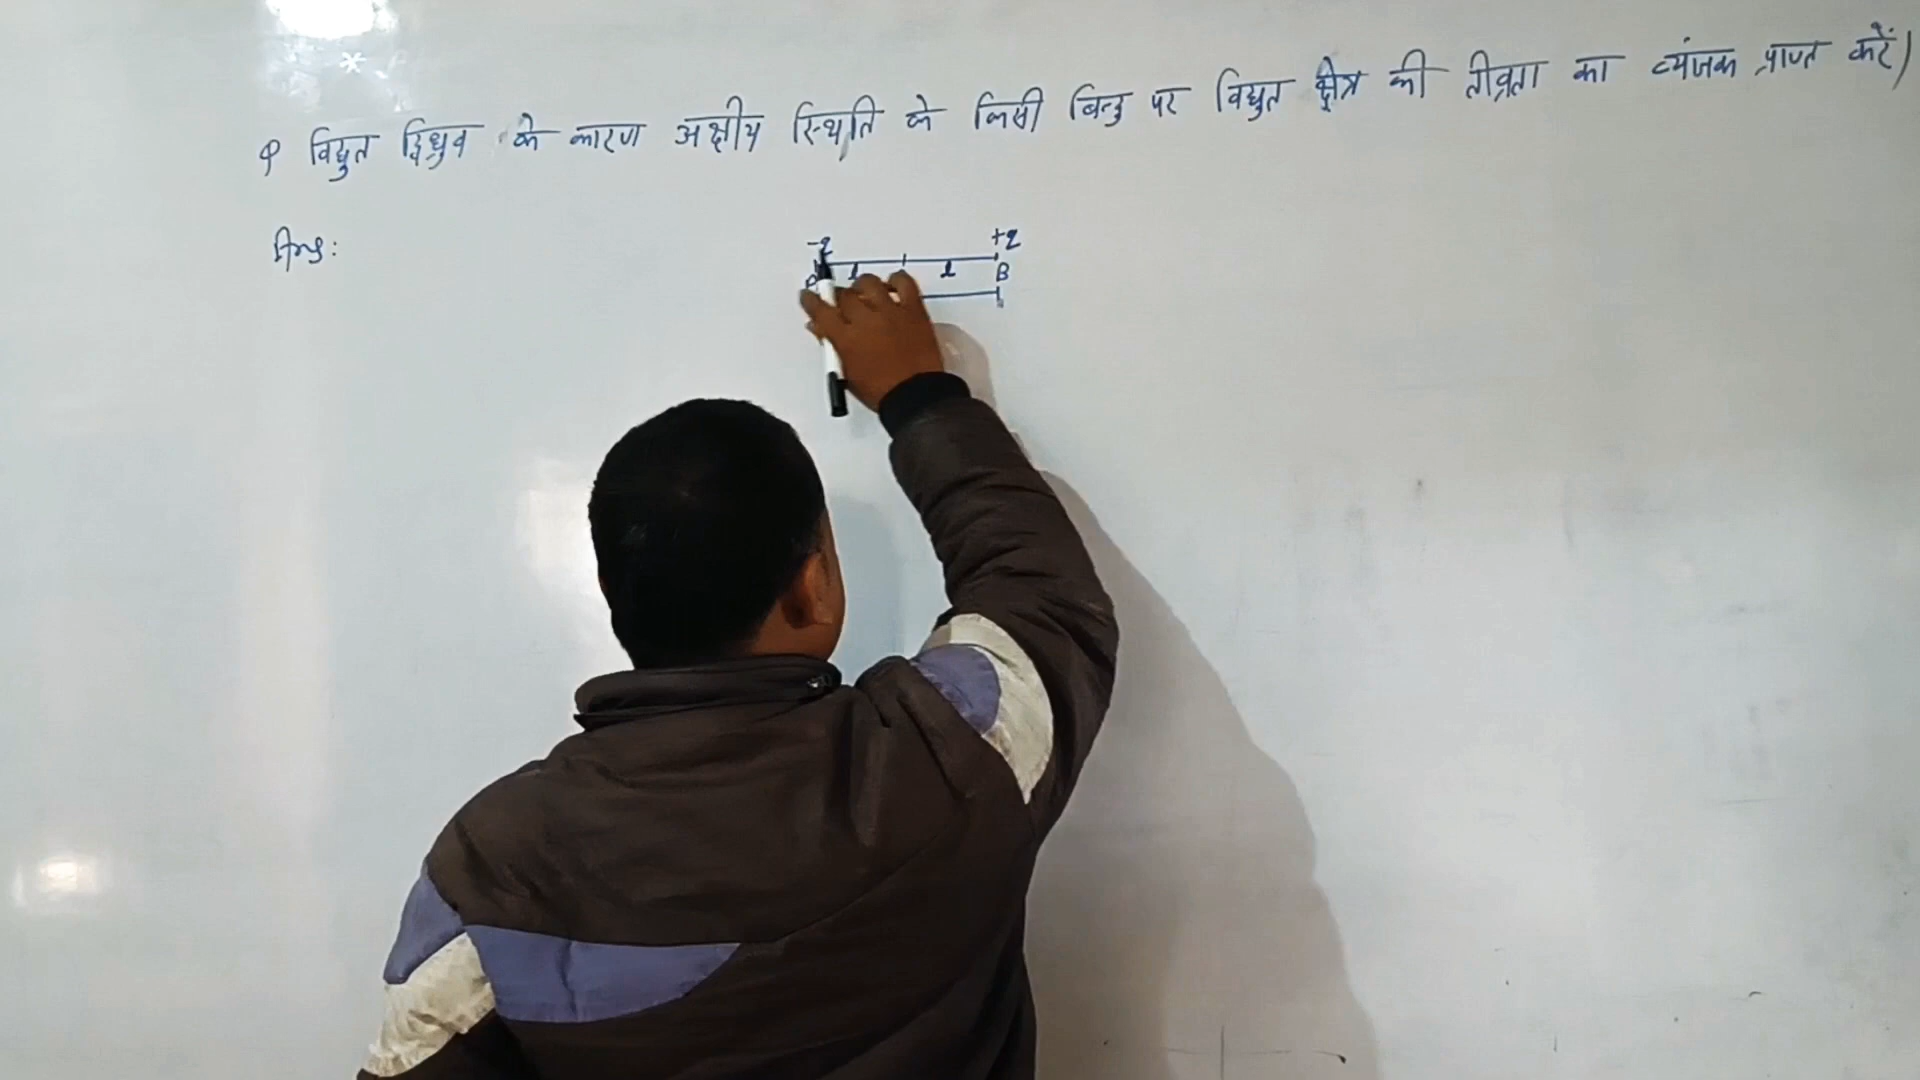 Q विद्युत द्विध्रुव के कारण अक्षीय स्थिति के किसी बिन्दु पर विद्युत क्षेत्र की तीव्रता का व्यंजक प्राप्त करें)
-q +q
l l B